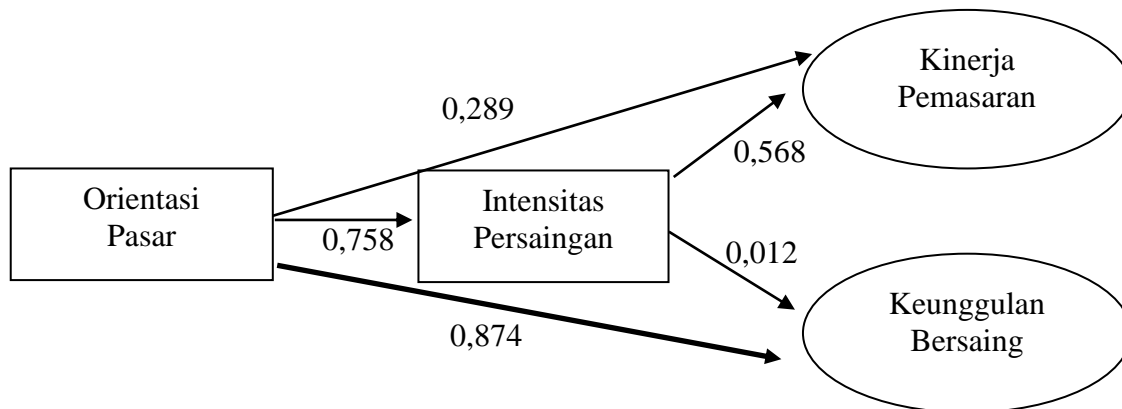 Kinerja
Pemasaran
0,289
0,568
Orientasi
Pasar
Intensitas
Persaingan
0,758
0,012
Keunggulan
Bersaing
0,874